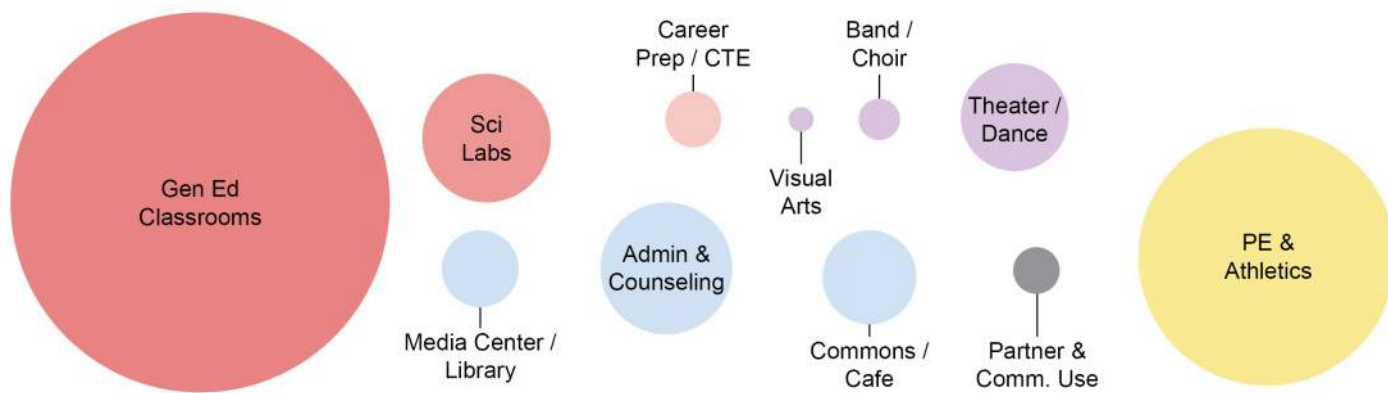 Gen Ed
Classrooms
Sci
Labs
Media Center /
Library
Career
Prep / CTE
Admin &
Counseling
Visual
Arts
Band /
Choir
Commons /
Cafe
Theater /
Dance
Partner &
Comm. Use
PE &
Athletics